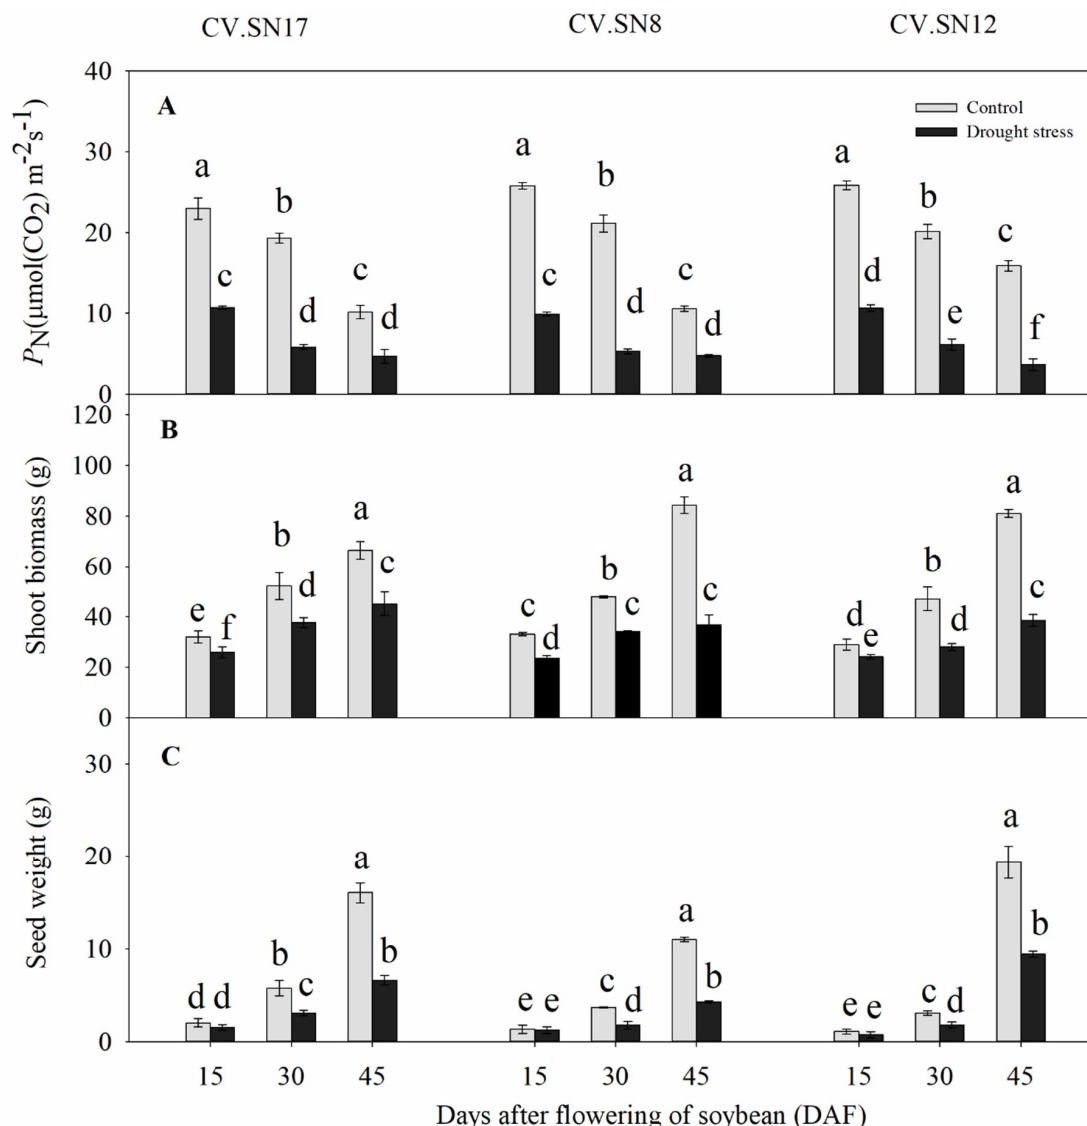 CV.SN17 CV.SN8 CV.SN12
A
Control
Drought stress
PN(μmol(CO2) m-2s-1)
40
30
20
10
0
a b c
c d d
a b c
c d d
a b c
d e f
B
Shoot biomass (g)
120
100
80
60
40
20
0
e b a
f d c
c b a
d c c
d b a
e d c
C
Seed weight (g)
30
20
10
0
d b a
d c b
e c a
e d b
e c a
e d b
15 30 45 15 30 45 15 30 45
Days after flowering of soybean (DAF)